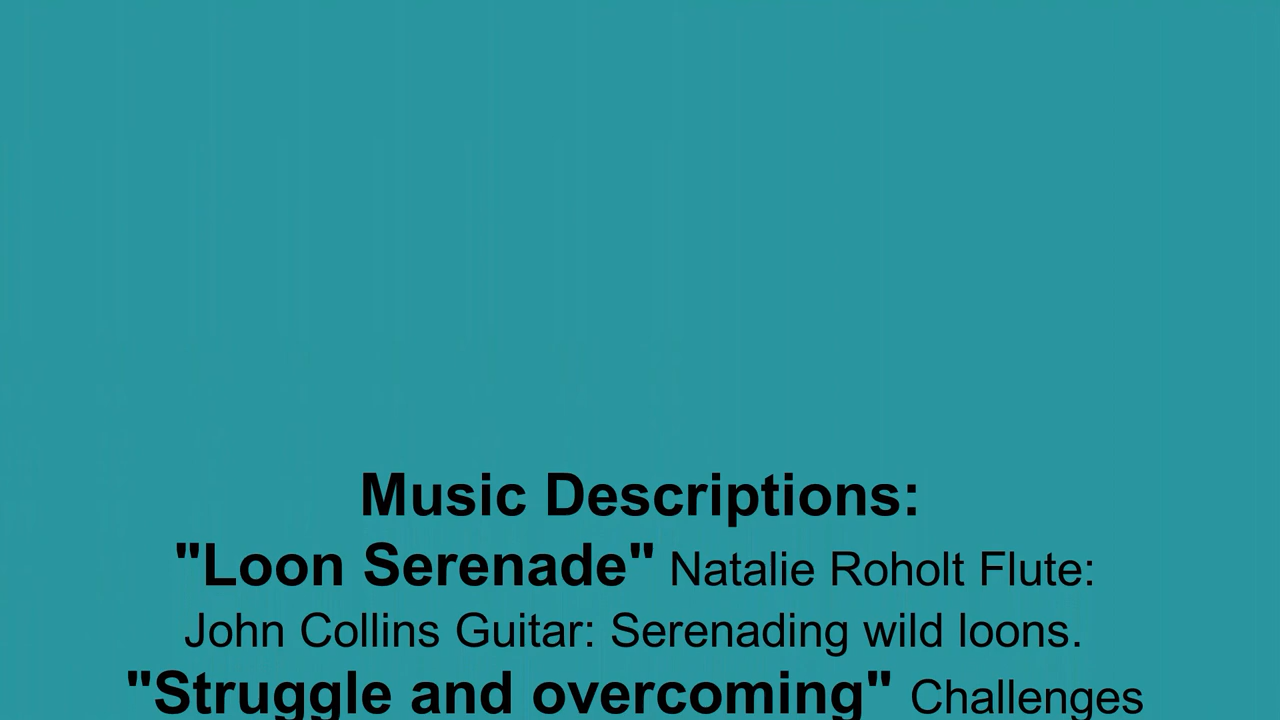 Music Descriptions:
"Loon Serenade" Natalie Roholt Flute:
John Collins Guitar: Serenading wild loons.
"Struggle and overcoming" Challenges